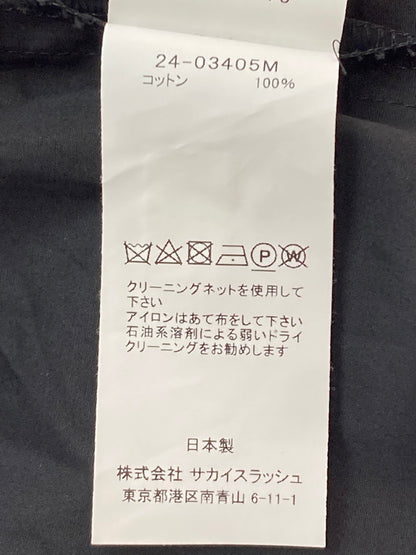 24-03405M
コットン 100%
クリーニングネットを使用して
下さい
アイロンはあて布をして下さい
石油系溶剤による弱いドライ
クリーニングをお勧めします
日本製
株式会社 サカイスラッシュ
東京都港区南青山 6-11-1